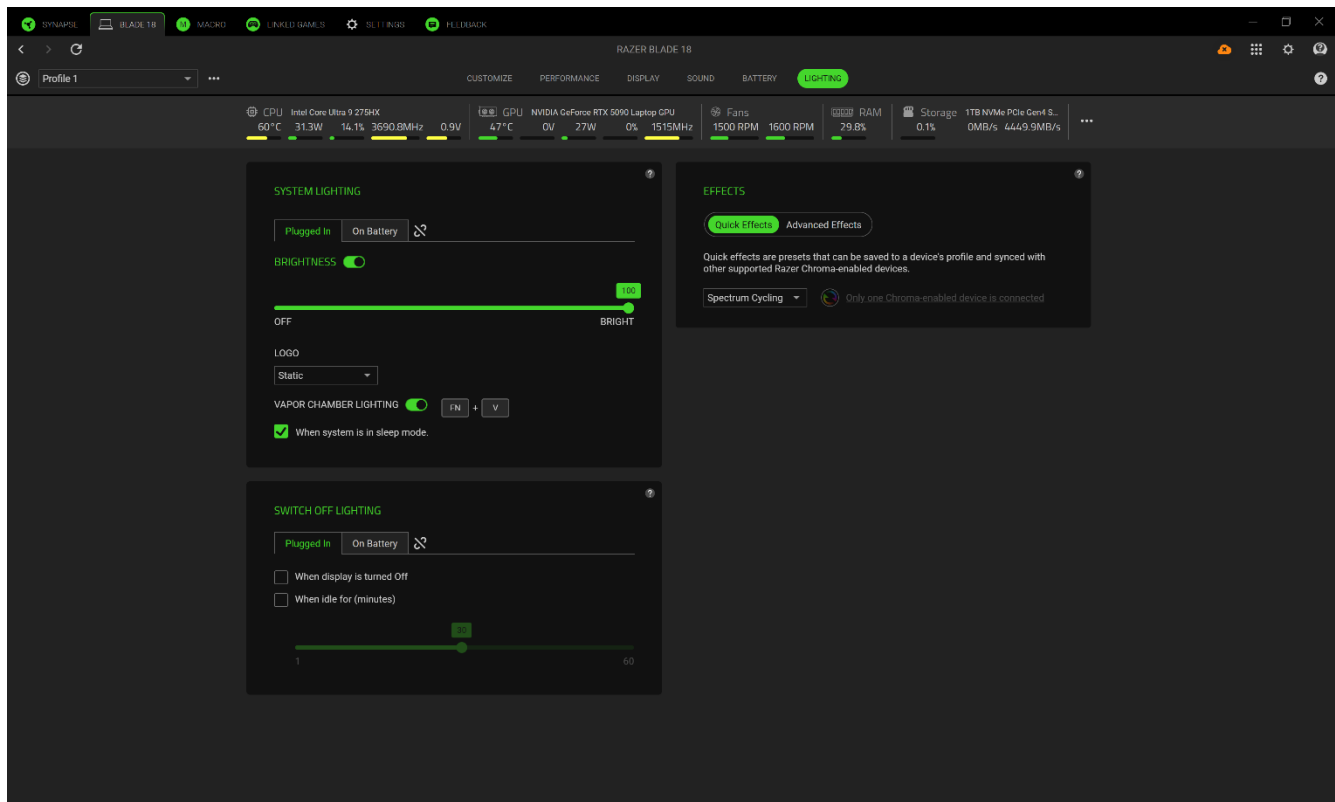 SYNAPSE BLADE 18 M MACRO LINKED GAMES SETTINGS FEEDBACK
RAZER BLADE 18
Profile 1 CUSTOMIZE PERFORMANCE DISPLAY SOUND BATTERY LIGHTING ?
CPU Intel Core Ultra 9 275HX GPU NVIDIA GeForce RTX 5090 Laptop GPU Fans RAM Storage 1TB NVMe PCIe Gen4 S...
60°C 31.3W 14.1% 3690.8MHz 0.9V 47°C 0V 27W 0% 1515MHz 1500 RPM 1600 RPM 29.8% 0.1% 0MB/s 4449.9MB/s
?
SYSTEM LIGHTING
Plugged In On Battery
BRIGHTNESS
100
OFF BRIGHT
LOGO
Static
VAPOR CHAMBER LIGHTING FN + V
When system is in sleep mode.
?
EFFECTS
Quick Effects Advanced Effects
Quick effects are presets that can be saved to a device's profile and synced with
other supported Razer Chroma-enabled devices.
Spectrum Cycling Only one Chroma-enabled device is connected
?
SWITCH OFF LIGHTING
Plugged In On Battery
When display is turned Off
When idle for (minutes)
30
1 60